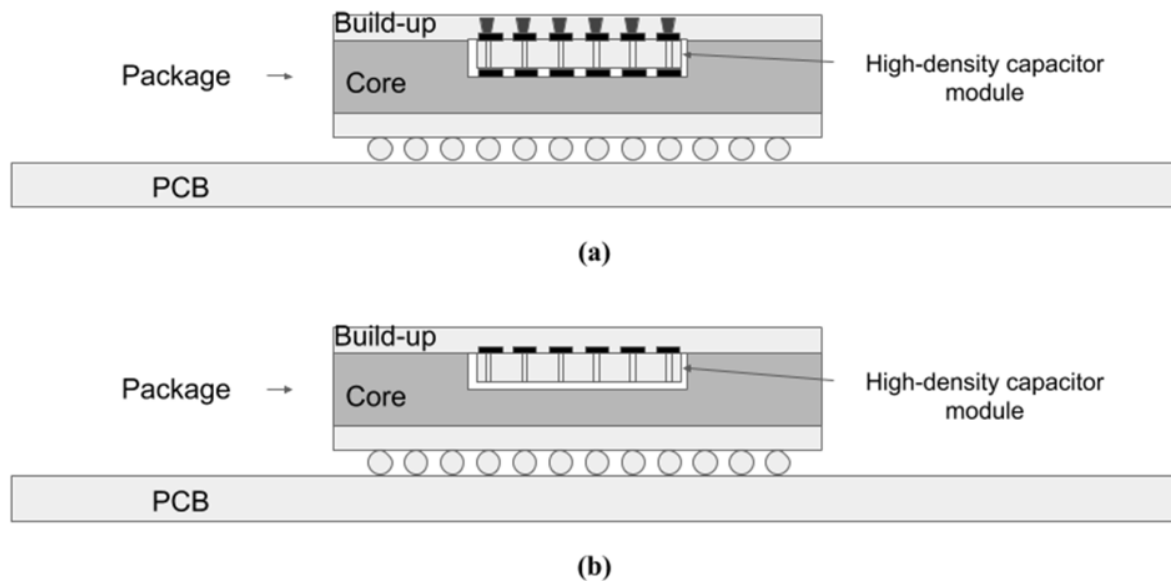 Build-up
Package
Core
High-density capacitor
module
PCB
(a)
Build-up
Package
Core
High-density capacitor
module
PCB
(b)